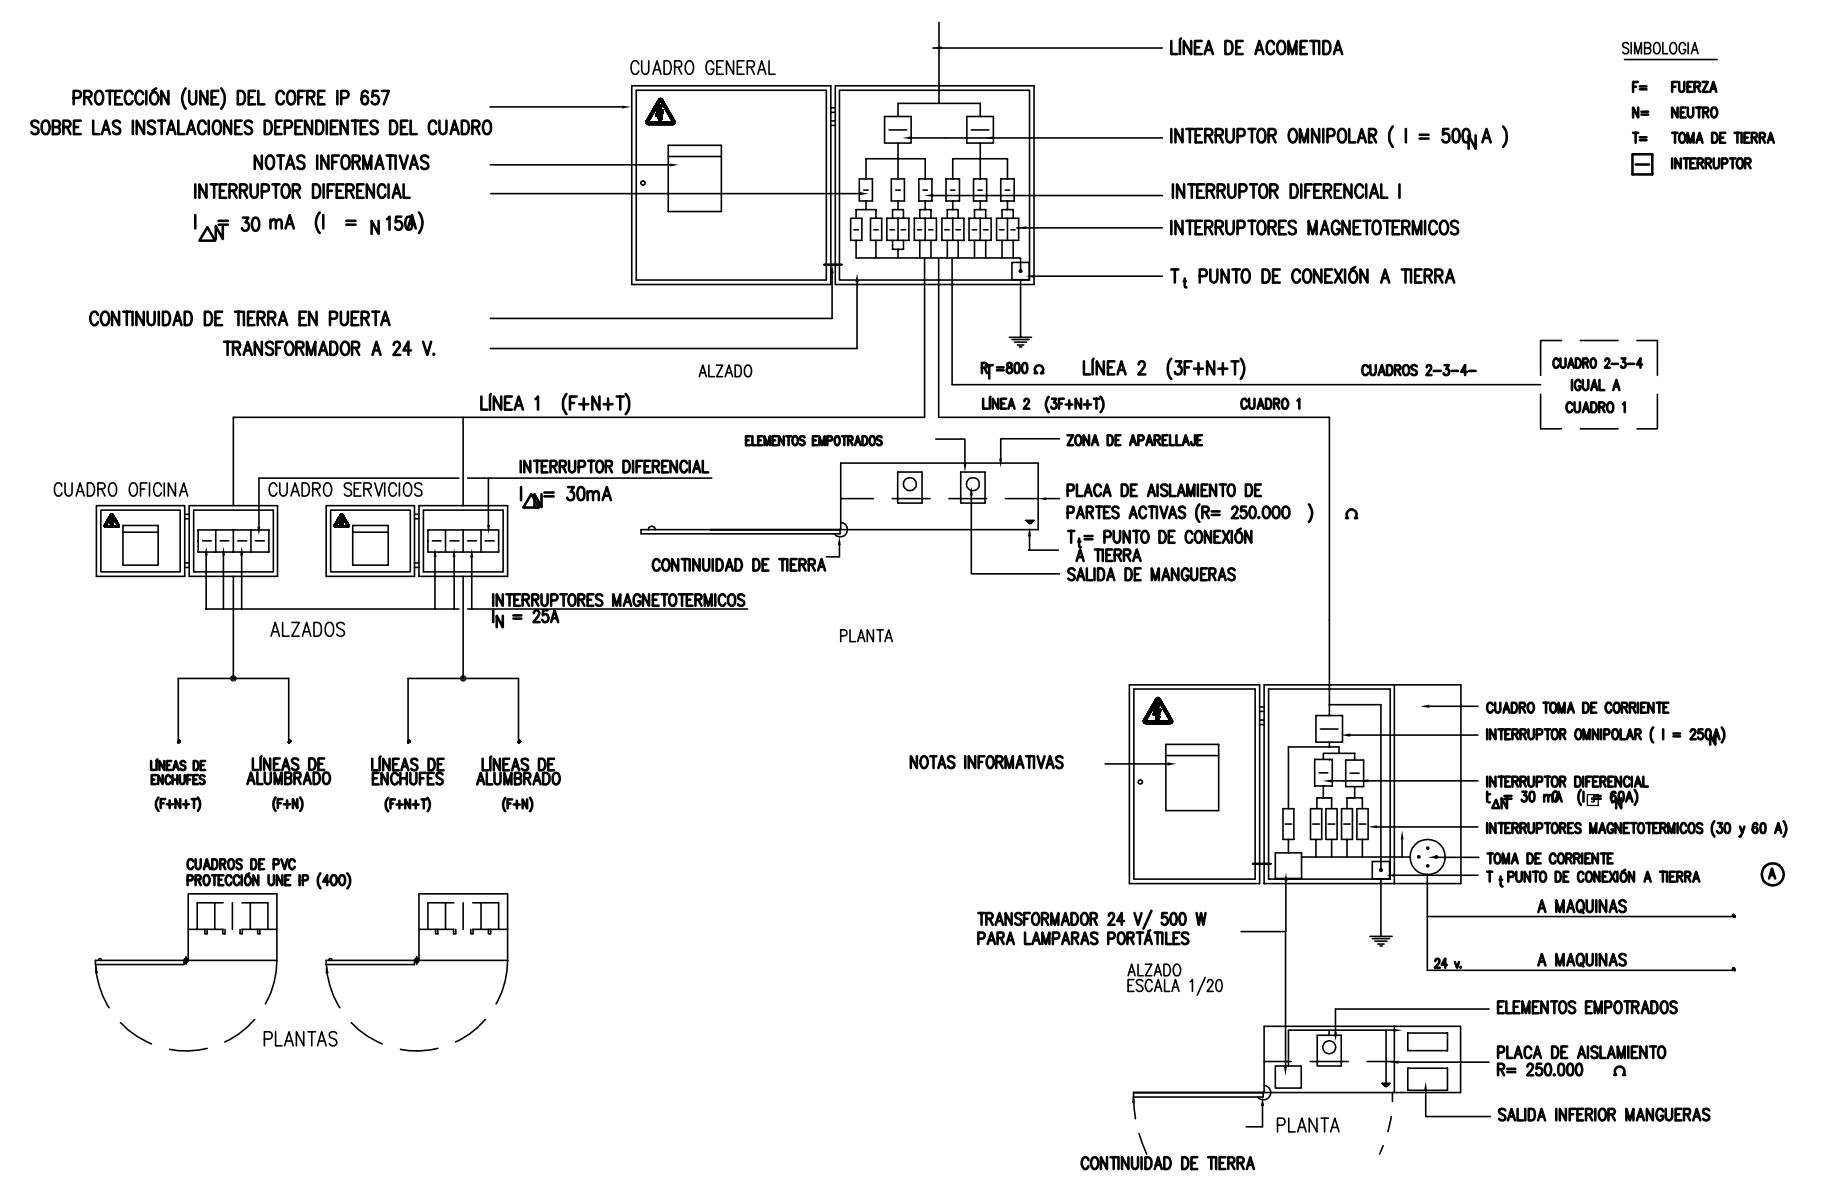 LÍNEA DE ACOMETIDA
SIMBOLOGIA
CUADRO GENERAL
F= FUERZA
N= NEUTRO
T= TOMA DE TIERRA
INTERRUPTOR
PROTECCIÓN (UNE) DEL COFRE IP 657
SOBRE LAS INSTALACIONES DEPENDIENTES DEL CUADRO
NOTAS INFORMATIVAS
INTERRUPTOR DIFERENCIAL
I△N= 30 mA (I = N 150A)
INTERRUPTOR OMNIPOLAR ( I = 500N A )
INTERRUPTOR DIFERENCIAL I
INTERRUPTORES MAGNETOTERMICOS
Tt PUNTO DE CONEXIÓN A TIERRA
CONTINUIDAD DE TIERRA EN PUERTA
TRANSFORMADOR A 24 V.
ALZADO
RT=800 Ω
LÍNEA 2 (3F+N+T)
CUADROS 2-3-4-
CUADRO 2-3-4
IGUAL A
CUADRO 1
LÍNEA 1 (F+N+T)
LÍNEA 2 (3F+N+T)
CUADRO 1
ELEMENTOS EMPOTRADOS
ZONA DE APARELLAJE
INTERRUPTOR DIFERENCIAL
I△N= 30mA
CUADRO OFICINA
CUADRO SERVICIOS
PLACA DE AISLAMIENTO DE
PARTES ACTIVAS (R= 250.000 ) Ω
Tt= PUNTO DE CONEXIÓN
A TIERRA
CONTINUIDAD DE TIERRA
SALIDA DE MANGUERAS
INTERRUPTORES MAGNETOTERMICOS
IN = 25A
ALZADOS
PLANTA
LÍNEAS DE
ENCHUFES
(F+N+T)
LÍNEAS DE
ALUMBRADO
(F+N)
LÍNEAS DE
ENCHUFES
(F+N+T)
LÍNEAS DE
ALUMBRADO
(F+N)
CUADRO TOMA DE CORRIENTE
INTERRUPTOR OMNIPOLAR ( I = 250A)N
NOTAS INFORMATIVAS
INTERRUPTOR DIFERENCIAL
t△N= 30 mA (I = 60A)N
INTERRUPTORES MAGNETOTERMICOS (30 y 60 A)
TOMA DE CORRIENTE
Tt PUNTO DE CONEXIÓN A TIERRA
A
CUADROS DE PVC
PROTECCIÓN UNE IP (400)
A MAQUINAS
TRANSFORMADOR 24 V/ 500 W
PARA LAMPARAS PORTÁTILES
24 v.
A MAQUINAS
ALZADO
ESCALA 1/20
ELEMENTOS EMPOTRADOS
PLANTAS
PLACA DE AISLAMIENTO
R= 250.000 Ω
SALIDA INFERIOR MANGUERAS
PLANTA
CONTINUIDAD DE TIERRA